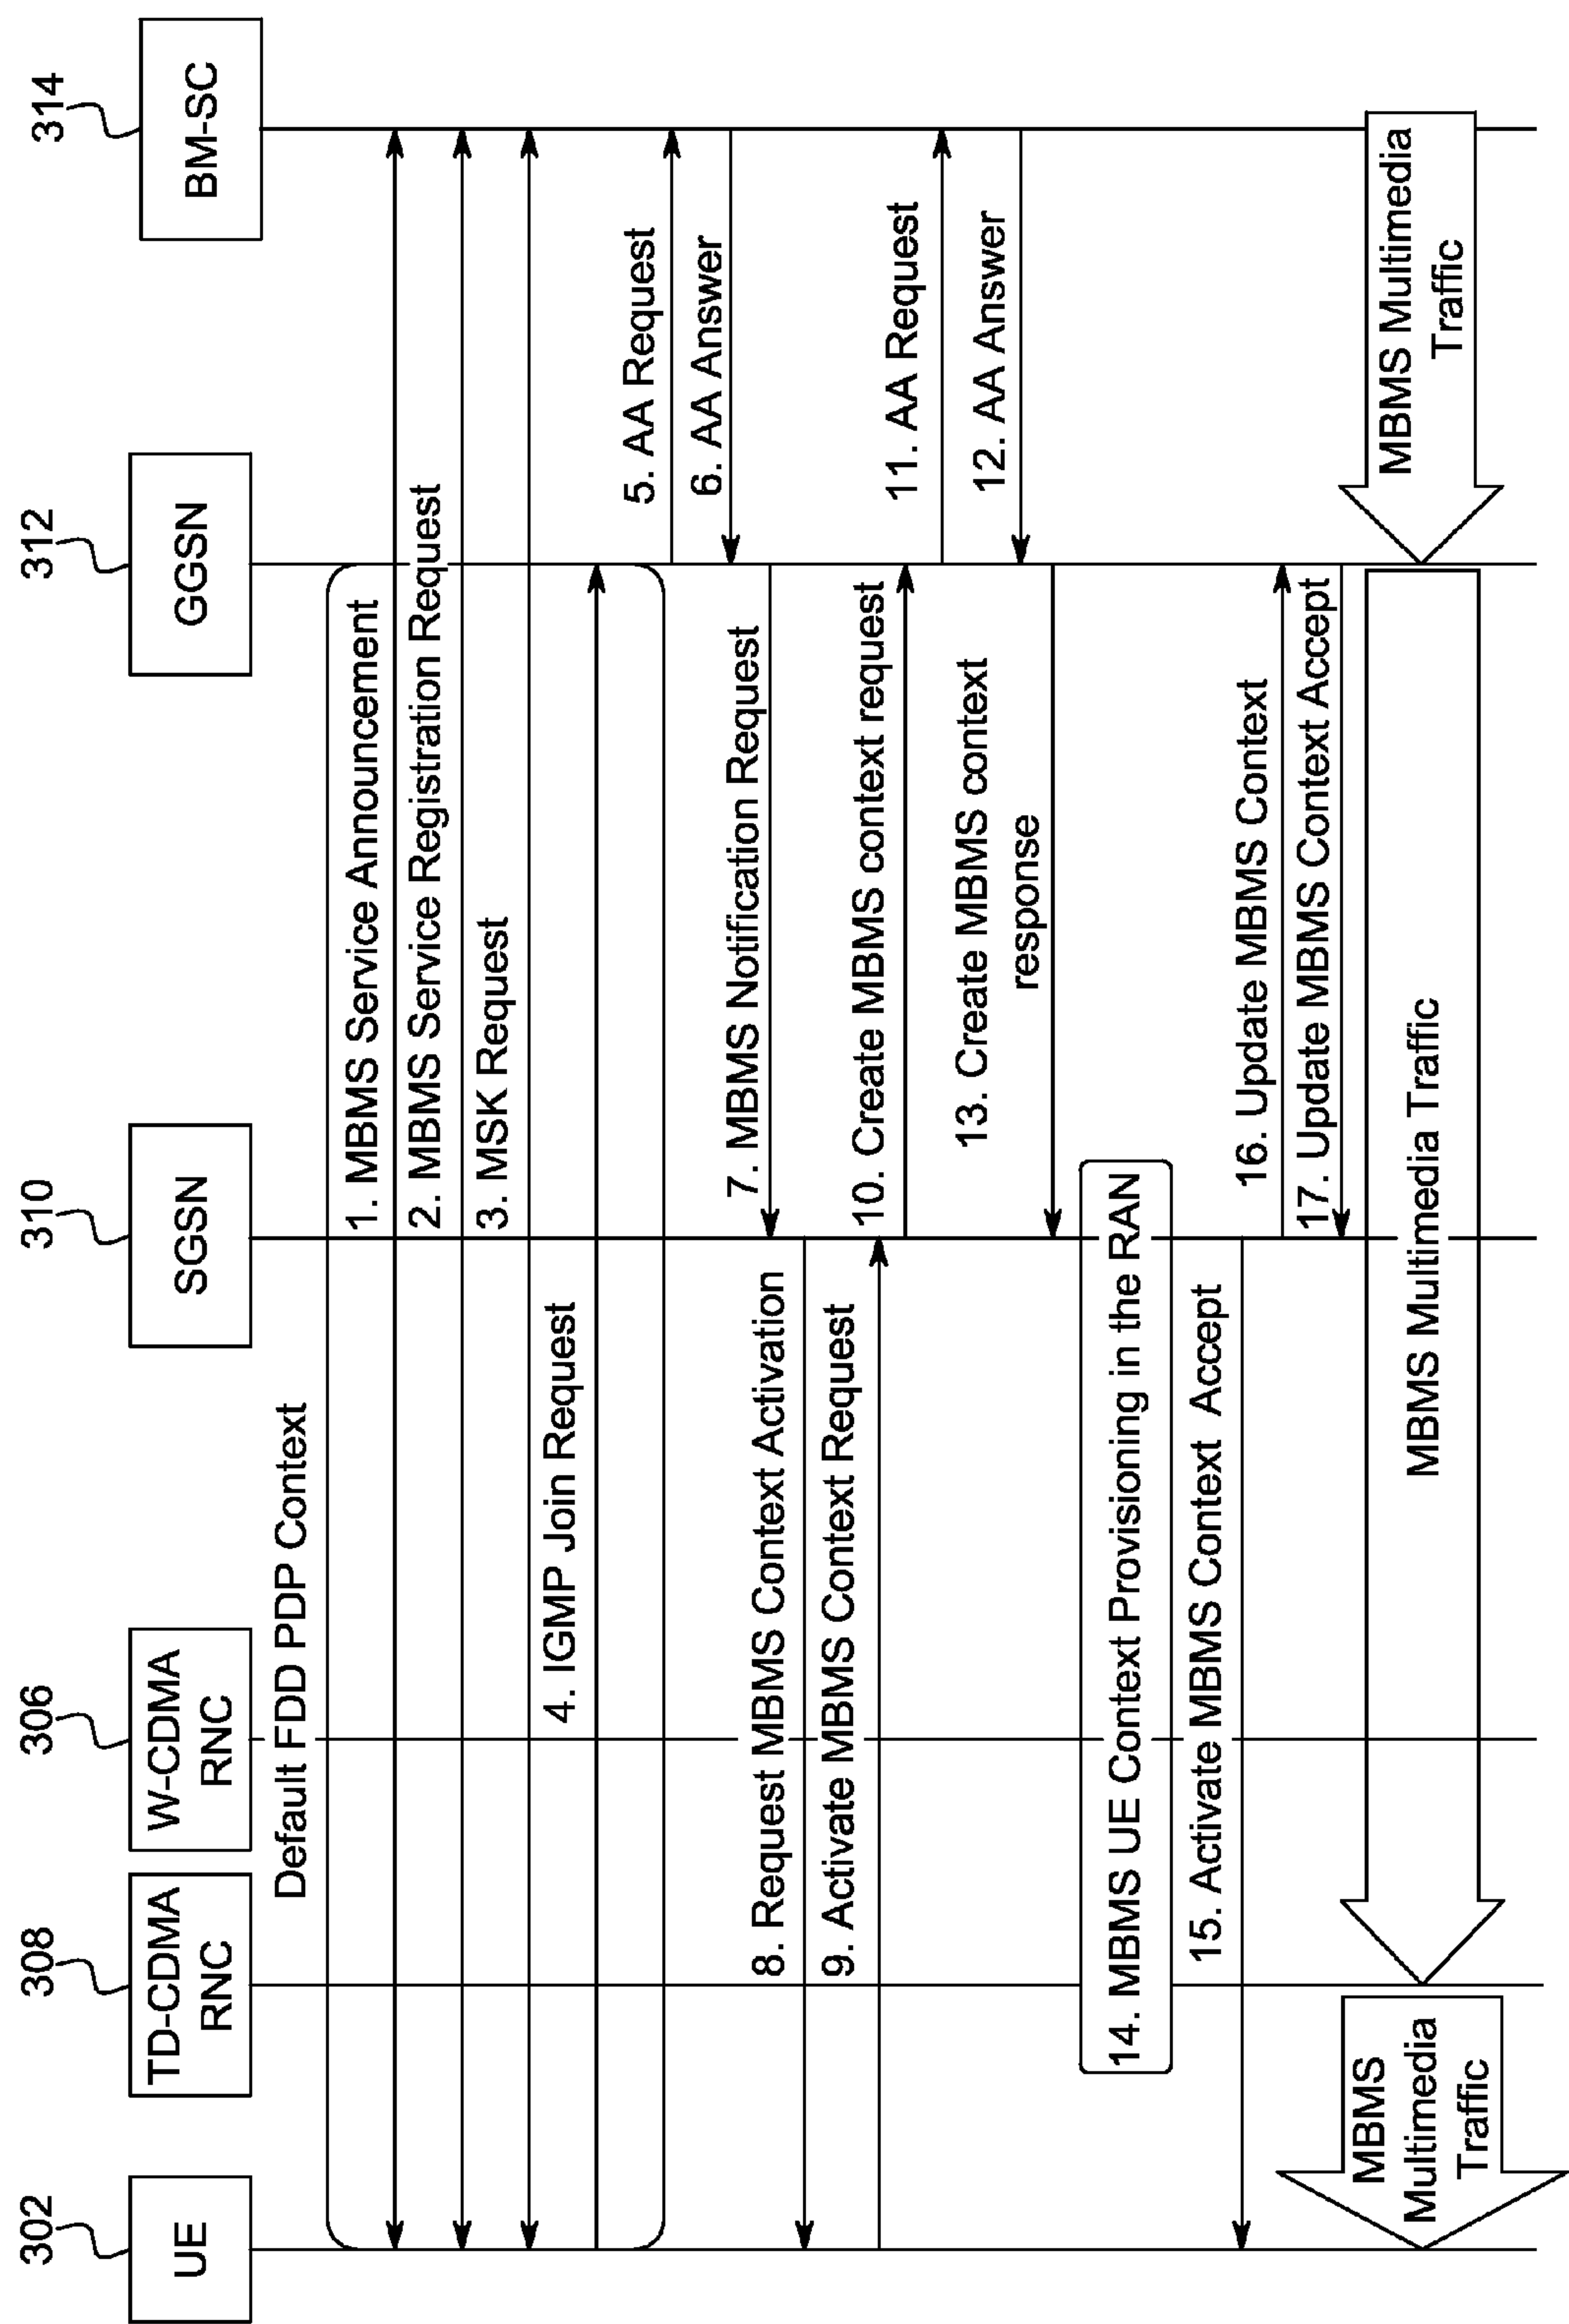 302
308
306
310
312
314
UE
TD-CDMA
RNC
W-CDMA
RNC
SGSN
GGSN
BM-SC
Default FDD PDP Context
1. MBMS Service Announcement
2. MBMS Service Registration Request
3. MSK Request
4. IGMP Join Request
5. AA Request
6. AA Answer
7. MBMS Notification Request
8. Request MBMS Context Activation
9. Activate MBMS Context Request
10. Create MBMS context request
11. AA Request
12. AA Answer
13. Create MBMS context
response
14. MBMS UE Context Provisioning in the RAN
15. Activate MBMS Context Accept
16. Update MBMS Context
17. Update MBMS Context Accept
MBMS
Multimedia
Traffic
MBMS Multimedia Traffic
MBMS Multimedia
Traffic